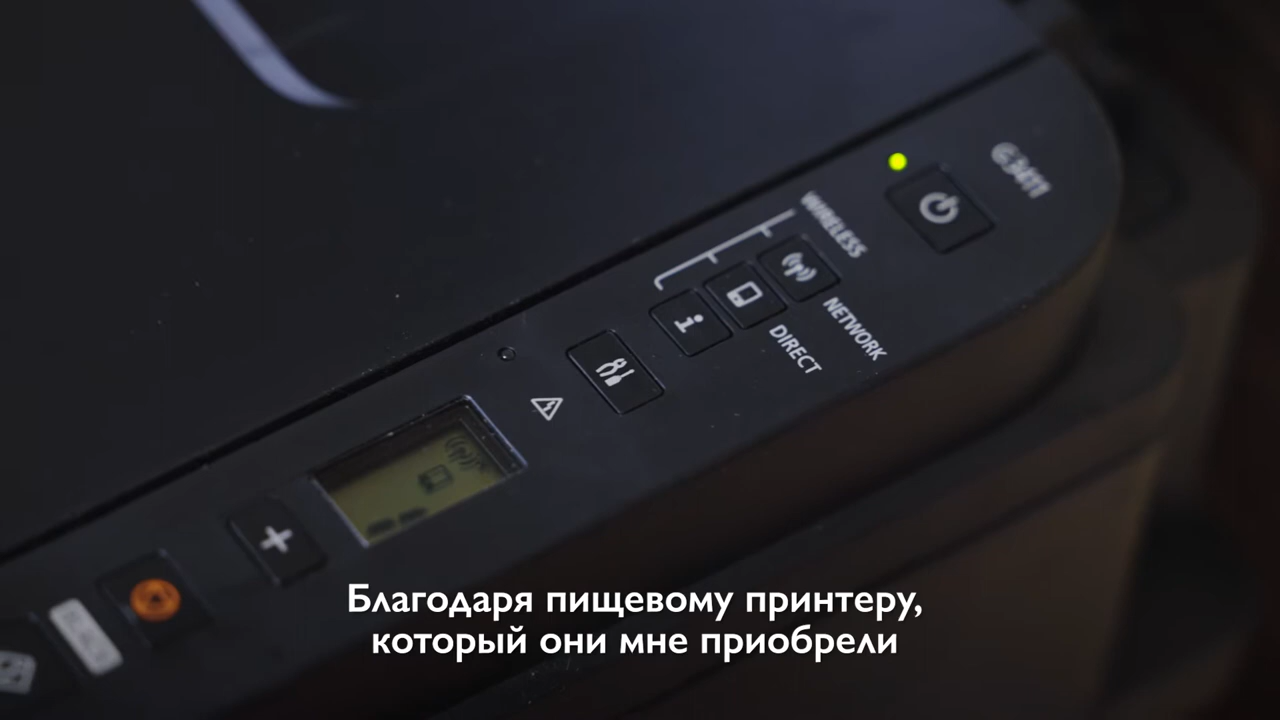 G3411
WIRELESS
NETWORK
DIRECT
Благодаря пищевому принтеру,
который они мне приобрели